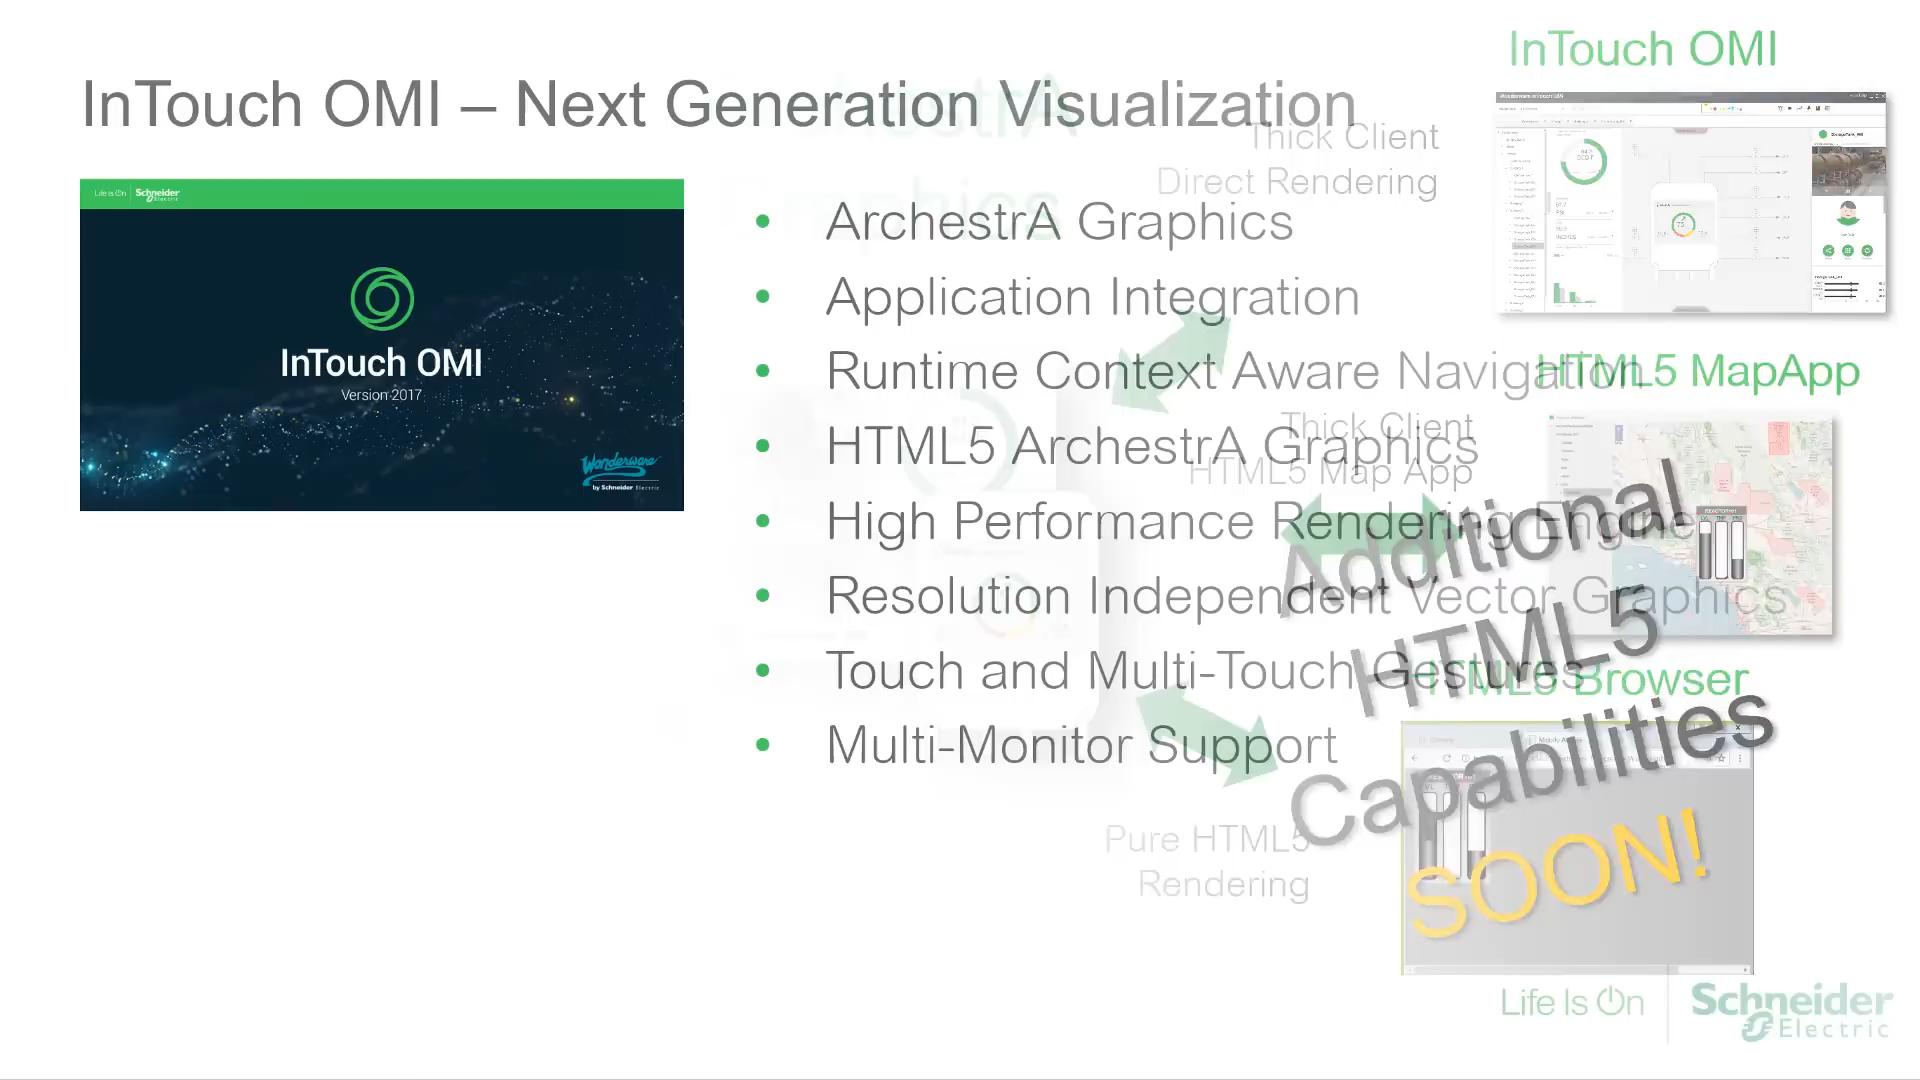 InTouch OMI – Next Generation Visualization
Life Is On
Schneider
Electric
InTouch OMI
Version 2017
Wonderware
by Schneider Electric
ArchestrA
Graphics
• ArchestrA Graphics
• Application Integration
• Runtime Context Aware Navigation
• HTML5 ArchestrA Graphics
• High Performance Rendering Engine
• Resolution Independent Vector Graphics
• Touch and Multi-Touch Gestures
• Multi-Monitor Support
InTouch OMI
Thick Client
Direct Rendering
HTML5 MapApp
Thick Client
HTML5 Map App
REACTOR
HTML5 Browser
Pure HTML5
Rendering
Additional
HTML5
Capabilities
SOON!
Life Is On
Schneider
Electric